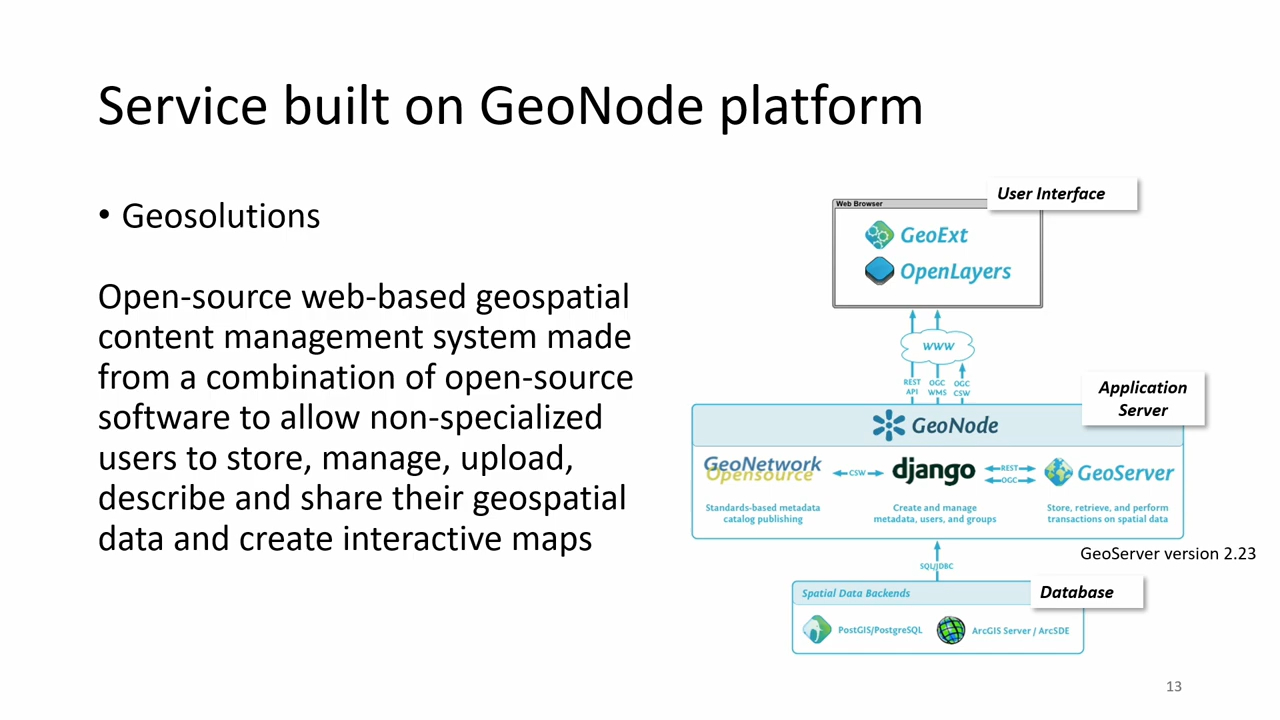 Service built on GeoNode platform
• Geosolutions
Open-source web-based geospatial
content management system made
from a combination of open-source
software to allow non-specialized
users to store, manage, upload,
describe and share their geospatial
data and create interactive maps
User Interface
Web Browser
GeoExt
OpenLayers
www
REST API
OGC WMS
OGC CSW
Application
Server
GeoNode
GeoNetwork
Opensource
CSW
django
REST
OGC
GeoServer
Standards-based metadata
catalog publishing
Create and manage
metadata, users, and groups
Store, retrieve, and perform
transactions on spatial data
GeoServer version 2.23
SQL/JDBC
Database
Spatial Data Backends
PostGIS/PostgreSQL
ArcGIS Server / ArcSDE
13